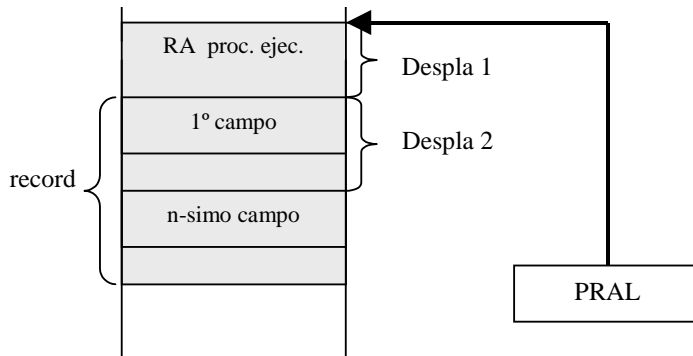 RA proc. ejec.
Despla 1
1º campo
Despla 2
record
n-simo campo
PRAL